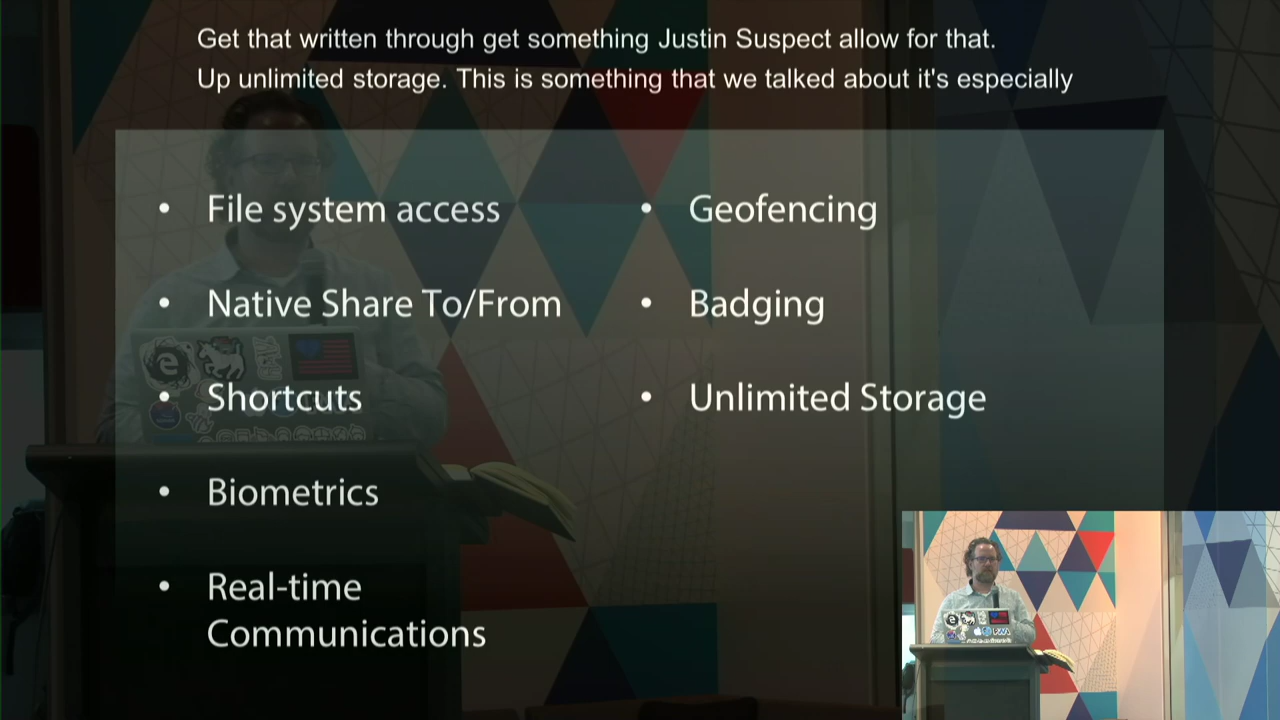 Get that written through get something Justin Suspect allow for that.
Up unlimited storage. This is something that we talked about it's especially
• File system access
• Native Share To/From
• Shortcuts
• Biometrics
• Real-time
Communications
• Geofencing
• Badging
• Unlimited Storage